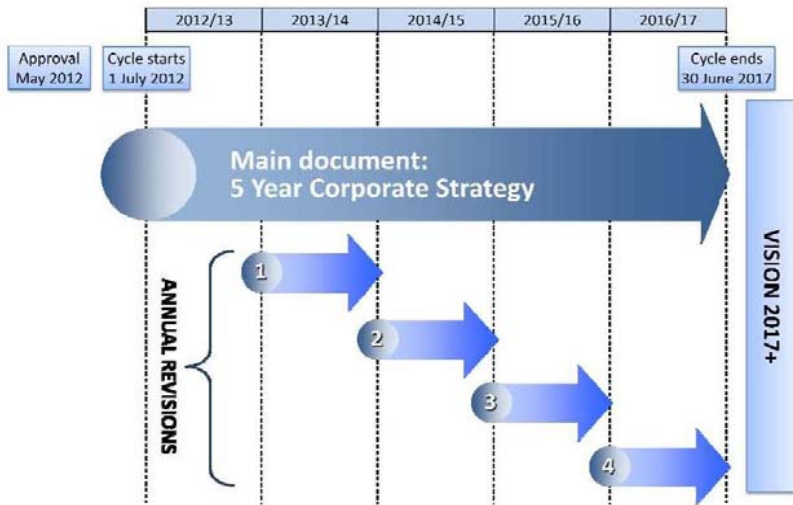 2012/13 2013/14 2014/15 2015/16 2016/17
Approval
May 2012
Cycle starts
1 July 2012
Cycle ends
30 June 2017
Main document:
5 Year Corporate Strategy
ANNUAL REVISIONS
1
2
3
4
VISION 2017+